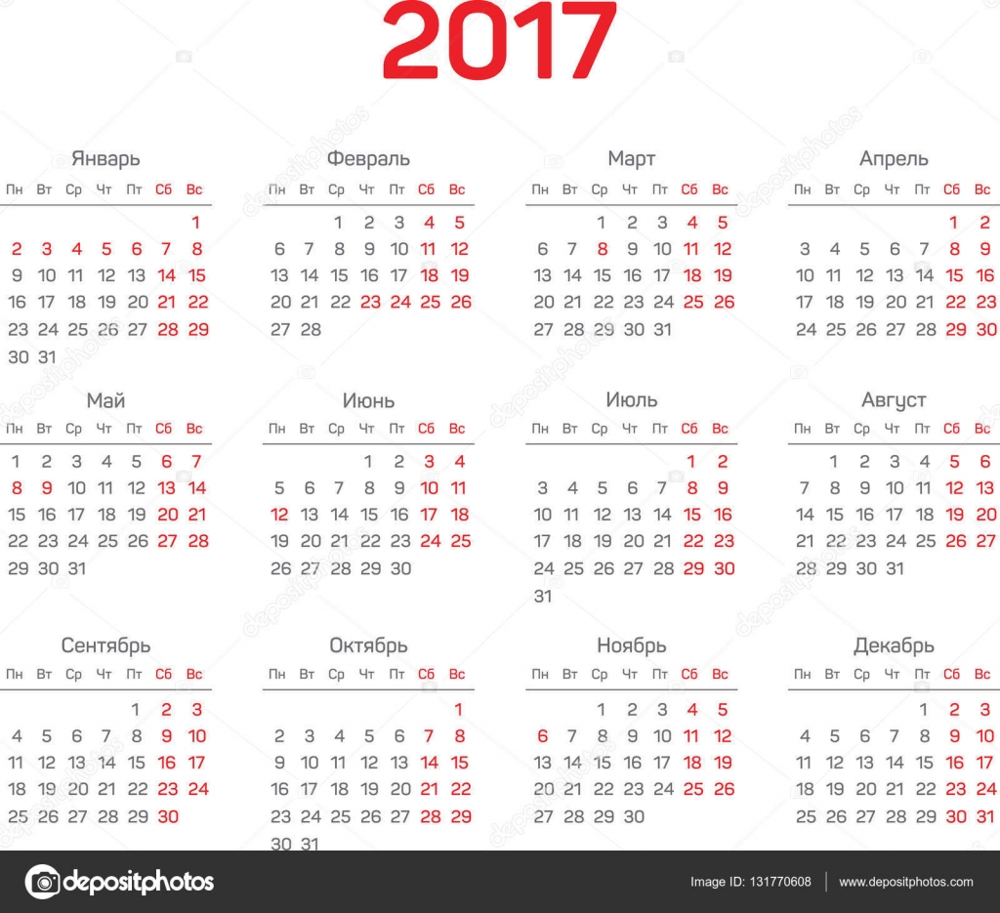 2017
Январь Февраль Март Апрель
Пн Вт Ср Чт Пт Сб Вс Пн Вт Ср Чт Пт Сб Вс Пн Вт Ср Чт Пт Сб Вс Пн Вт Ср Чт Пт Сб Вс
1 1 2 3 4 5 1 2 3 4 5 1 2
2 3 4 5 6 7 8 6 7 8 9 10 11 12 6 7 8 9 10 11 12 3 4 5 6 7 8 9
9 10 11 12 13 14 15 13 14 15 16 17 18 19 13 14 15 16 17 18 19 10 11 12 13 14 15 16
16 17 18 19 20 21 22 20 21 22 23 24 25 26 20 21 22 23 24 25 26 17 18 19 20 21 22 23
23 24 25 26 27 28 29 27 28 27 28 29 30 31 24 25 26 27 28 29 30
30 31
Май Июнь Июль Август
Пн Вт Ср Чт Пт Сб Вс Пн Вт Ср Чт Пт Сб Вс Пн Вт Ср Чт Пт Сб Вс Пн Вт Ср Чт Пт Сб Вс
1 2 3 4 5 6 7 1 2 3 4 1 2 1 2 3 4 5 6
8 9 10 11 12 13 14 5 6 7 8 9 10 11 3 4 5 6 7 8 9 7 8 9 10 11 12 13
15 16 17 18 19 20 21 12 13 14 15 16 17 18 10 11 12 13 14 15 16 14 15 16 17 18 19 20
22 23 24 25 26 27 28 19 20 21 22 23 24 25 17 18 19 20 21 22 23 21 22 23 24 25 26 27
29 30 31 26 27 28 29 30 24 25 26 27 28 29 30 28 29 30 31
31
Сентябрь Октябрь Ноябрь Декабрь
Пн Вт Ср Чт Пт Сб Вс Пн Вт Ср Чт Пт Сб Вс Пн Вт Ср Чт Пт Сб Вс Пн Вт Ср Чт Пт Сб Вс
1 2 3 1 1 2 3 4 5 1 2 3
4 5 6 7 8 9 10 2 3 4 5 6 7 8 6 7 8 9 10 11 12 4 5 6 7 8 9 10
11 12 13 14 15 16 17 9 10 11 12 13 14 15 13 14 15 16 17 18 19 11 12 13 14 15 16 17
18 19 20 21 22 23 24 16 17 18 19 20 21 22 20 21 22 23 24 25 26 18 19 20 21 22 23 24
25 26 27 28 29 30 23 24 25 26 27 28 29 27 28 29 30 25 26 27 28 29 30 31
30 31
depositphotos Image ID: 131770608 www.depositphotos.com